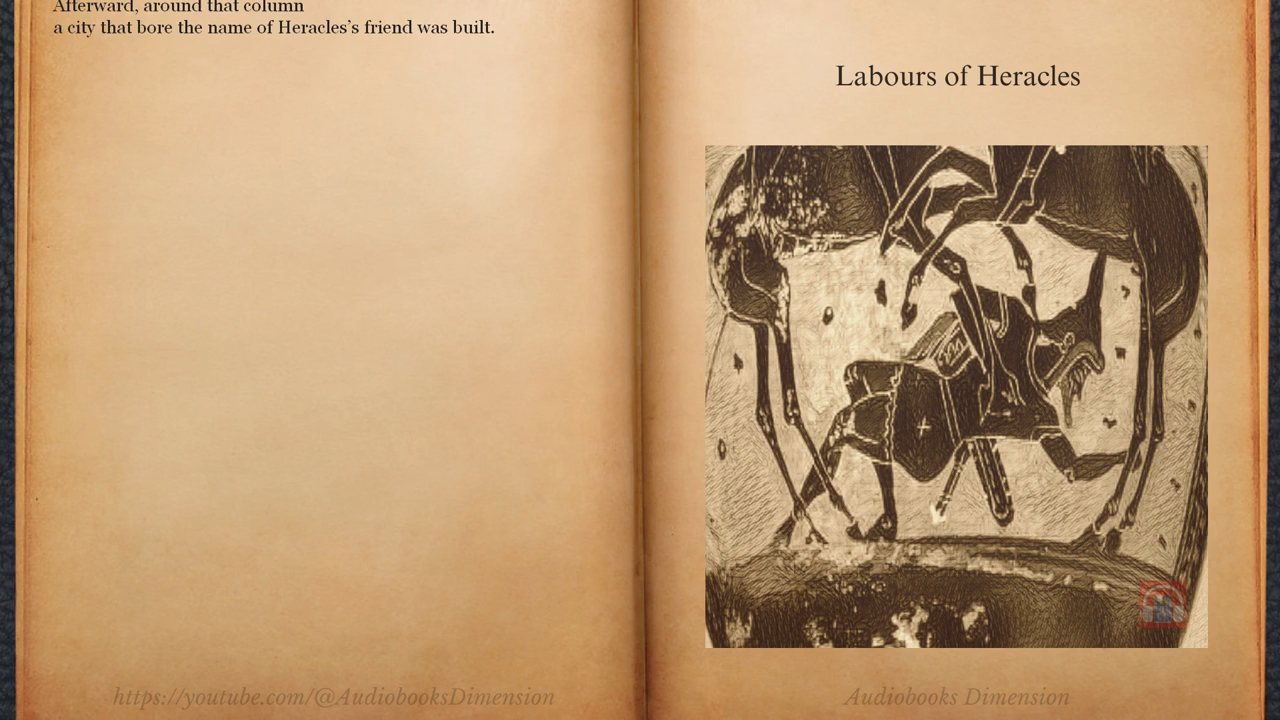 Afterward, around that column
a city that bore the name of Heracles’s friend was built.
Labours of Heracles
https://youtube.com/@AudiobooksDimension
Audiobooks Dimension